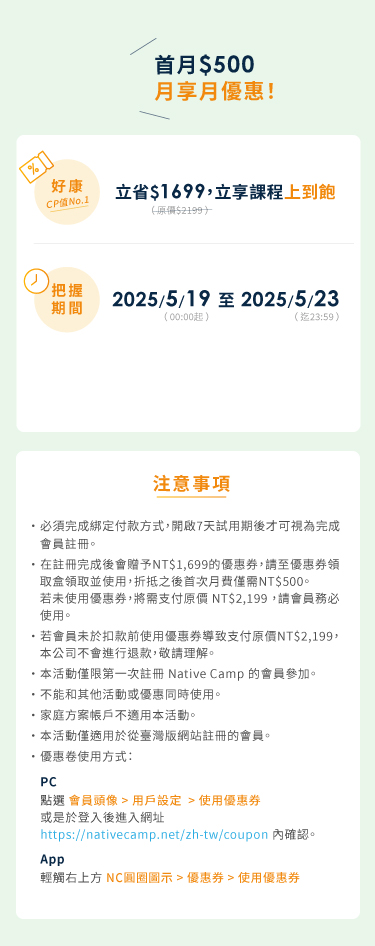 首月$500
月享月優惠！
好康
CP值No.1
立省$1699，立享課程上到飽
（原價$2199）
把握
期間
2025/5/19 至 2025/5/23
（00:00起） （迄23:59）
注意事項
・必須完成綁定付款方式，開啟7天試用期後才可視為完成
會員註冊。
・在註冊完成後會贈予NT$1,699的優惠券，請至優惠券領
取盒領取並使用，折抵之後首次月費僅需NT$500。
若未使用優惠券，將需支付原價 NT$2,199，請會員務必
使用。
・若會員未於扣款前使用優惠券導致支付原價NT$2,199，
本公司不會進行退款，敬請理解。
・本活動僅限第一次註冊 Native Camp 的會員參加。
・不能和其他活動或優惠同時使用。
・家庭方案帳戶不適用本活動。
・本活動僅適用於從臺灣版網站註冊的會員。
・優惠卷使用方式：
PC
點選 會員頭像 > 用戶設定 > 使用優惠券
或是於登入後進入網址
https://nativecamp.net/zh-tw/coupon 內確認。
App
輕觸右上方 NC圓圈圖示 > 優惠券 > 使用優惠券